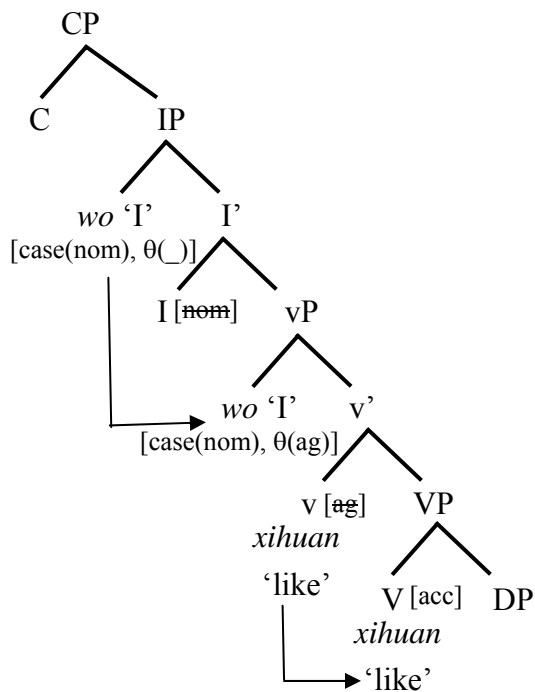 CP
C IP
wo ‘I’ I’
[case(nom), θ(_)]
I [nom] vP
wo ‘I’ v’
[case(nom), θ(ag)]
v [ag] VP
xihuan
‘like’ V [acc] DP
xihuan
‘like’